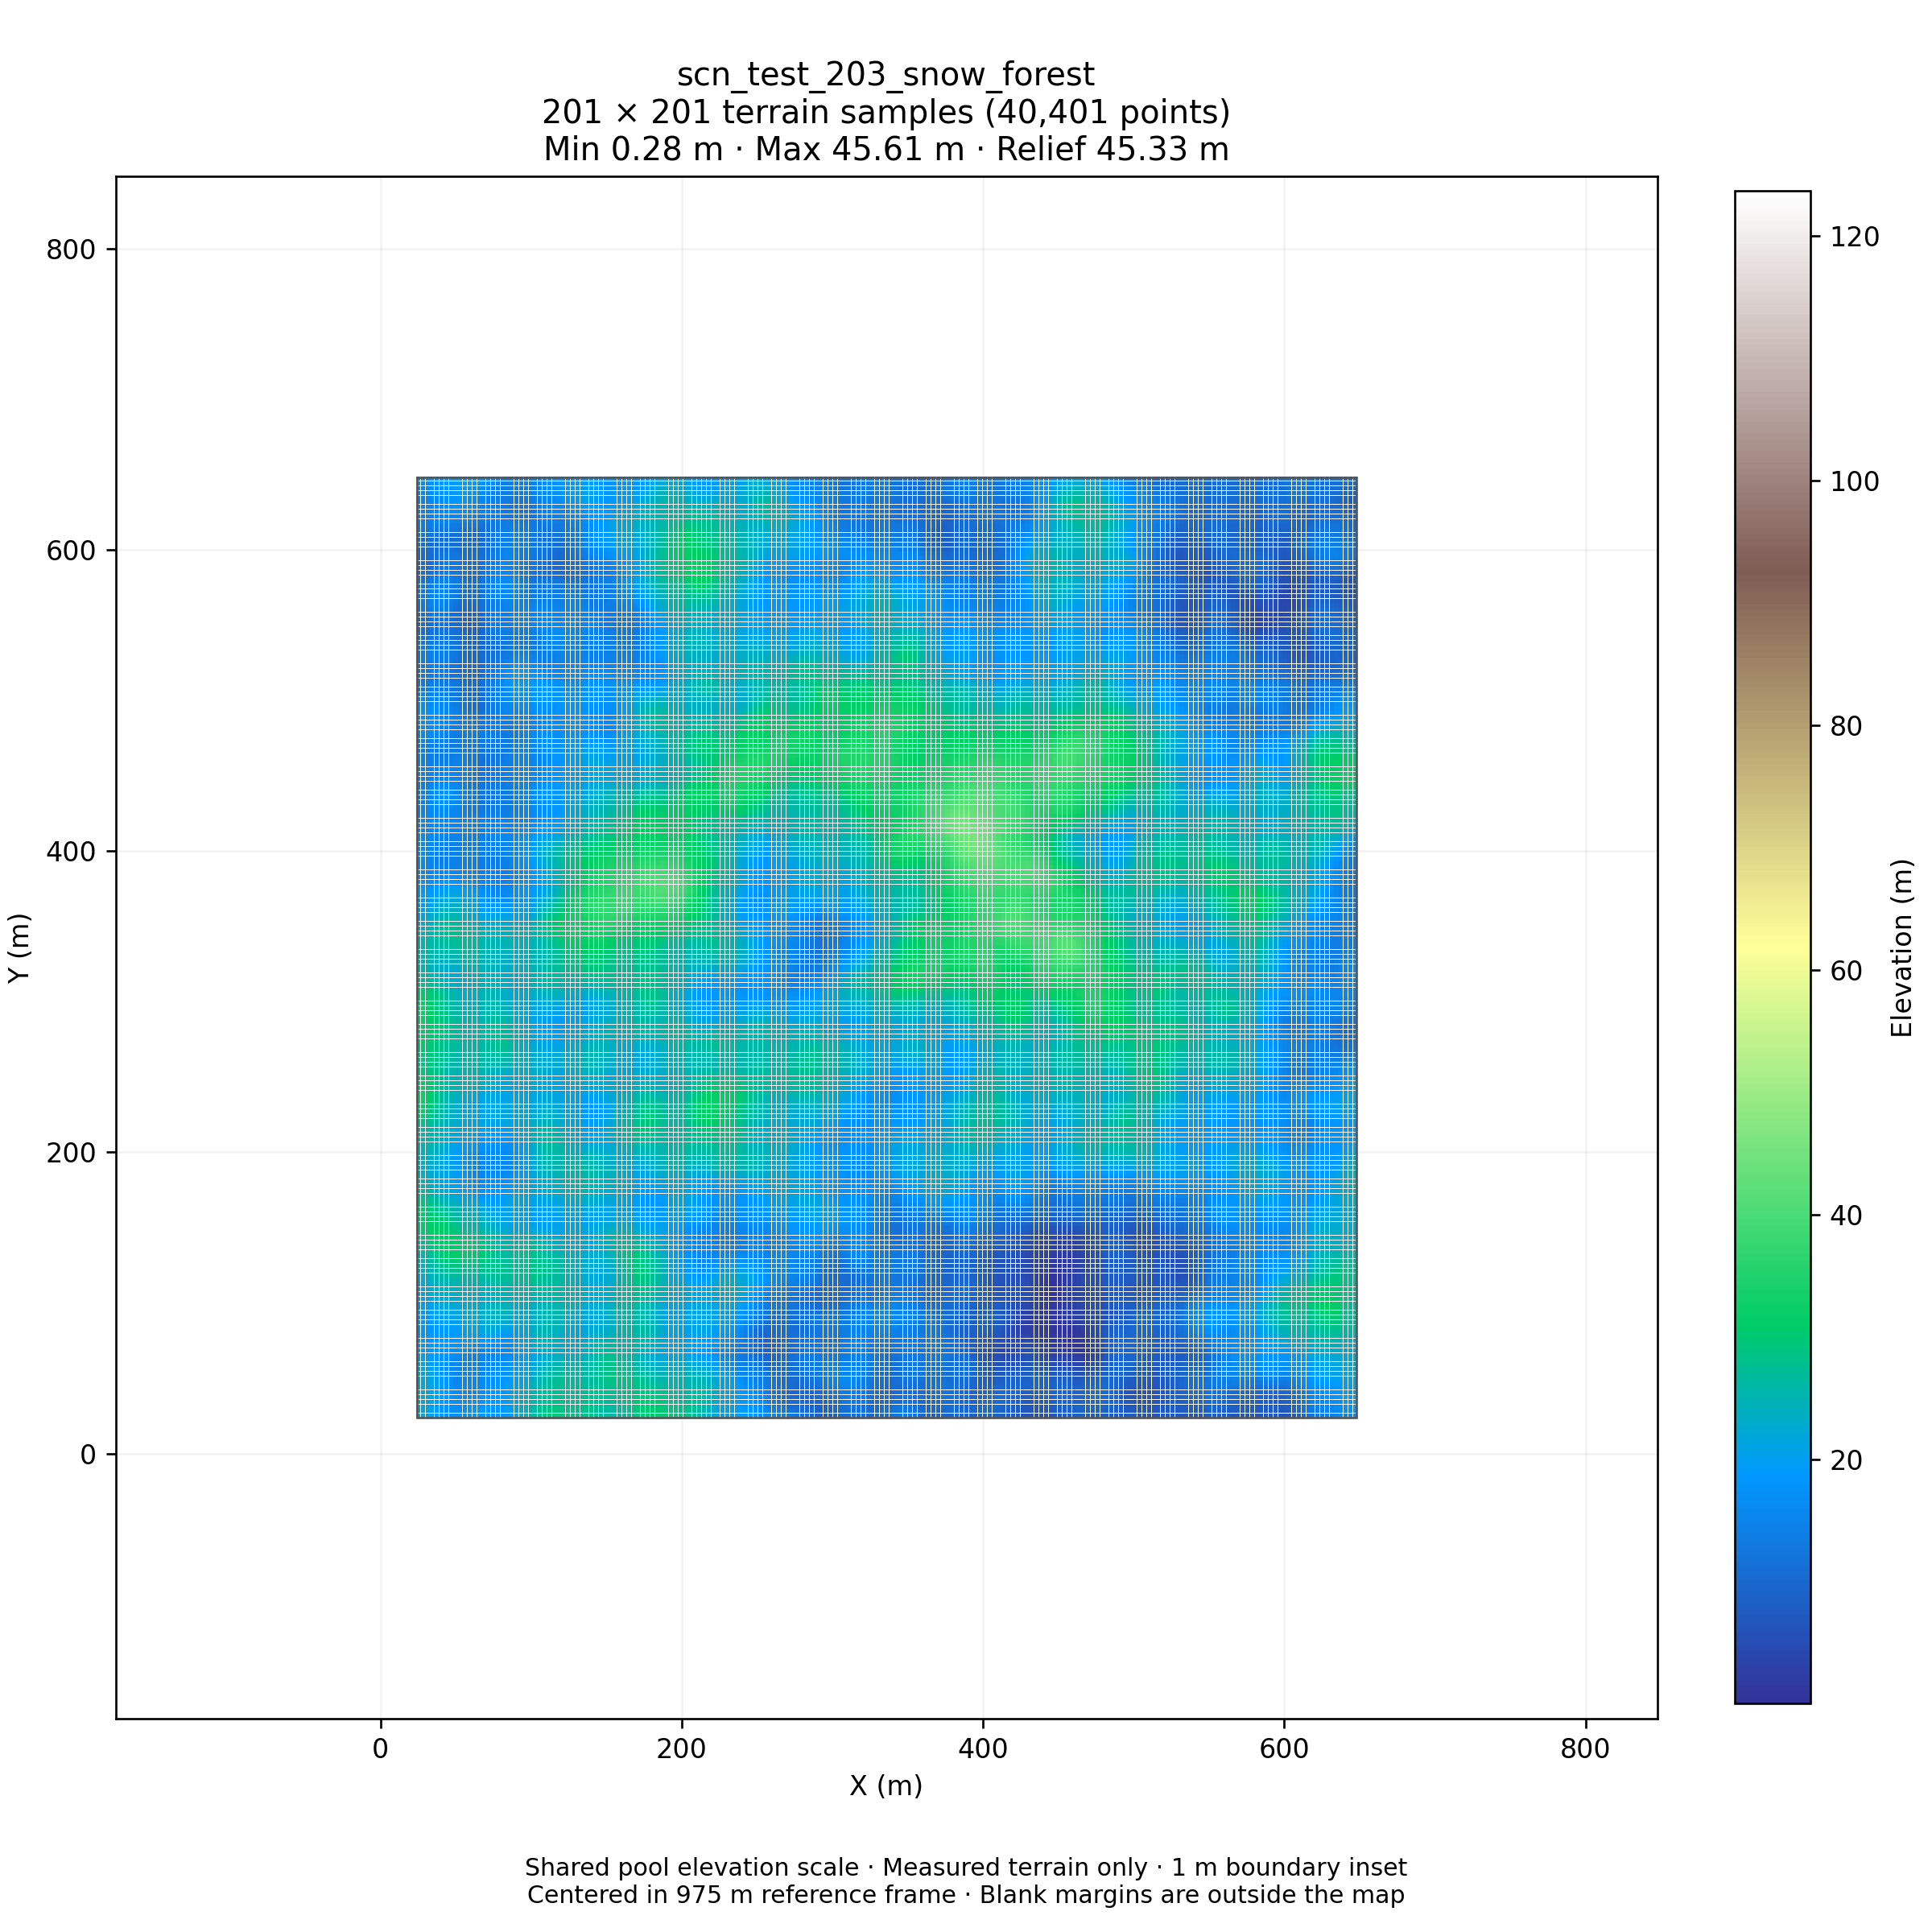 scn_test_203_snow_forest
201 × 201 terrain samples (40,401 points)
Min 0.28 m · Max 45.61 m · Relief 45.33 m
800
600
400
200
0
Y (m)
0
200
400
600
800
X (m)
120
100
80
60
40
20
Elevation (m)
Shared pool elevation scale · Measured terrain only · 1 m boundary inset
Centered in 975 m reference frame · Blank margins are outside the map